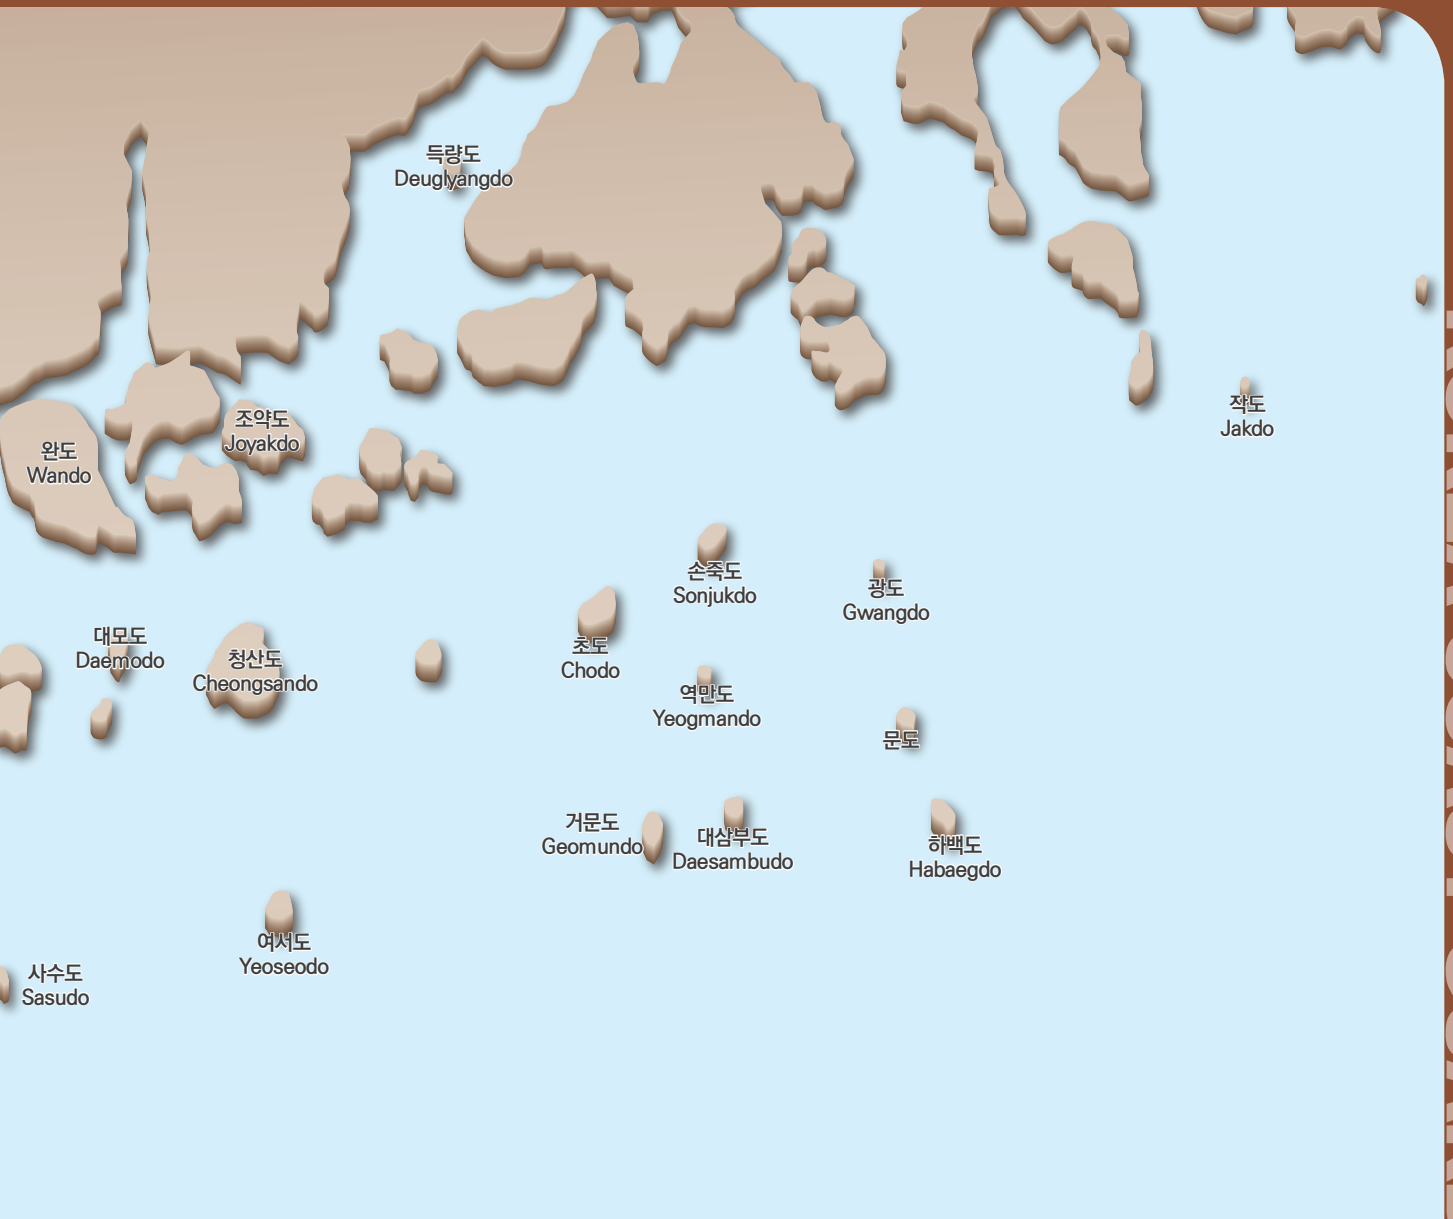 득량도
Deuglyangdo
작도
Jakdo
조약도
Joyakdo
완도
Wando
손죽도
Sonjukdo
광도
Gwangdo
대모도
Daemodo
청산도
Cheongsando
초도
Chodo
역만도
Yeogmando
문도
거문도
Geomundo
대삼부도
Daesambudo
하백도
Habaegdo
여서도
Yeoseodo
사수도
Sasudo